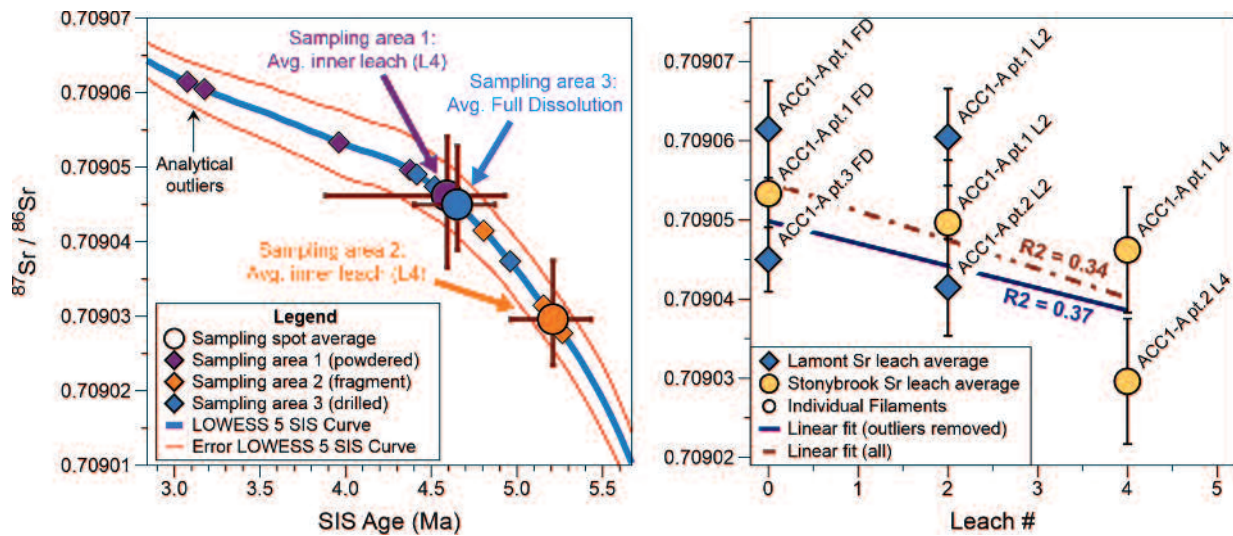 0.70907
0.70906
0.70905
0.70904
0.70903
0.70902
0.70901
87Sr / 86Sr
Sampling area 1:
Avg. inner leach (L4)
Sampling area 3:
Avg. Full Dissolution
Analytical
outliers
Sampling area 2:
Avg. inner leach (L4)
Legend
Sampling spot average
Sampling area 1 (powdered)
Sampling area 2 (fragment)
Sampling area 3 (drilled)
LOWESS 5 SIS Curve
Error LOWESS 5 SIS Curve
3.0 3.5 4.0 4.5 5.0 5.5
SIS Age (Ma)
0.70907
0.70906
0.70905
0.70904
0.70903
0.70902
ACC1-A pt.1 FD
ACC1-A pt.1 FD
ACC1-A pt.3 FD
ACC1-A pt.1 L2
ACC1-A pt.1 L2
ACC1-A pt.2 L2
ACC1-A pt.1 L4
ACC1-A pt.2 L4
R2 = 0.34
R2 = 0.37
Lamont Sr leach average
Stonybrook Sr leach average
Individual Filaments
Linear fit (outliers removed)
Linear fit (all)
0 1 2 3 4 5
Leach #